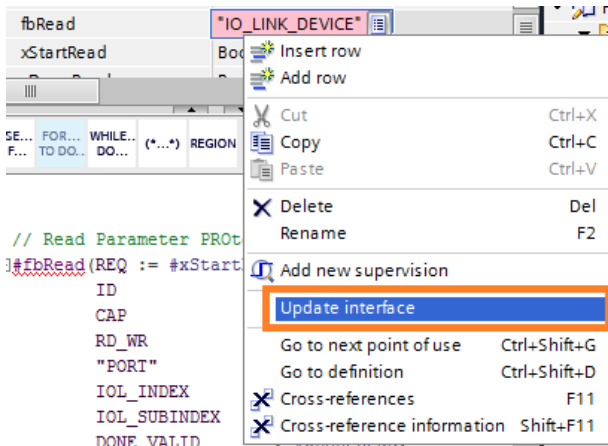 fbRead "IO_LINK_DEVICE"
xStartRead Boo
Insert row
Add row
Cut Ctrl+X
Copy Ctrl+C
Paste Ctrl+V
Delete Del
Rename F2
Add new supervision
Update interface
Go to next point of use Ctrl+Shift+G
Go to definition Ctrl+Shift+D
Cross-references F11
Cross-reference information Shift+F11
SE... FOR... WHILE.. (*...*) REGION
F... TO DO.. DO...
// Read Parameter PROt
#fbRead(REQ := #xStart
ID
CAP
RD_WR
"PORT"
IOL_INDEX
IOL_SUBINDEX
DONE_VALID